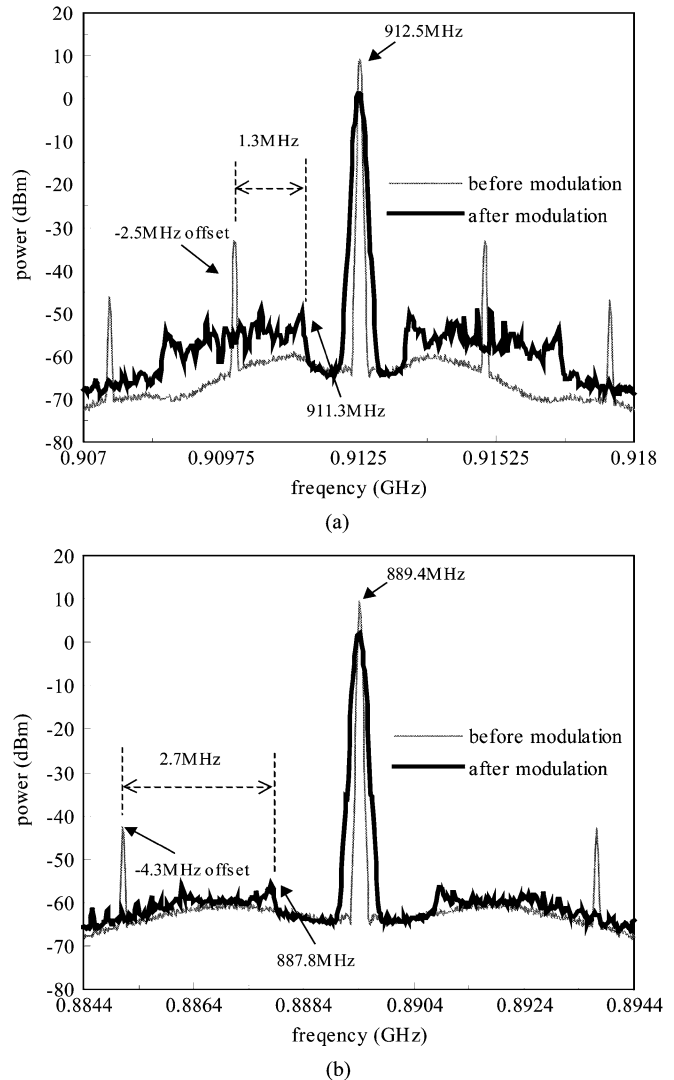 20
10
0
-10
-20
-30
-40
-50
-60
-70
-80
power (dBm)
912.5MHz
1.3MHz
before modulation
after modulation
-2.5MHz offset
911.3MHz
0.907 0.90975 0.9125 0.91525 0.918
freqency (GHz)
(a)
20
10
0
-10
-20
-30
-40
-50
-60
-70
-80
power (dBm)
889.4MHz
before modulation
2.7MHz
after modulation
-4.3MHz offset
887.8MHz
0.8844 0.8864 0.8884 0.8904 0.8924 0.8944
freqency (GHz)
(b)